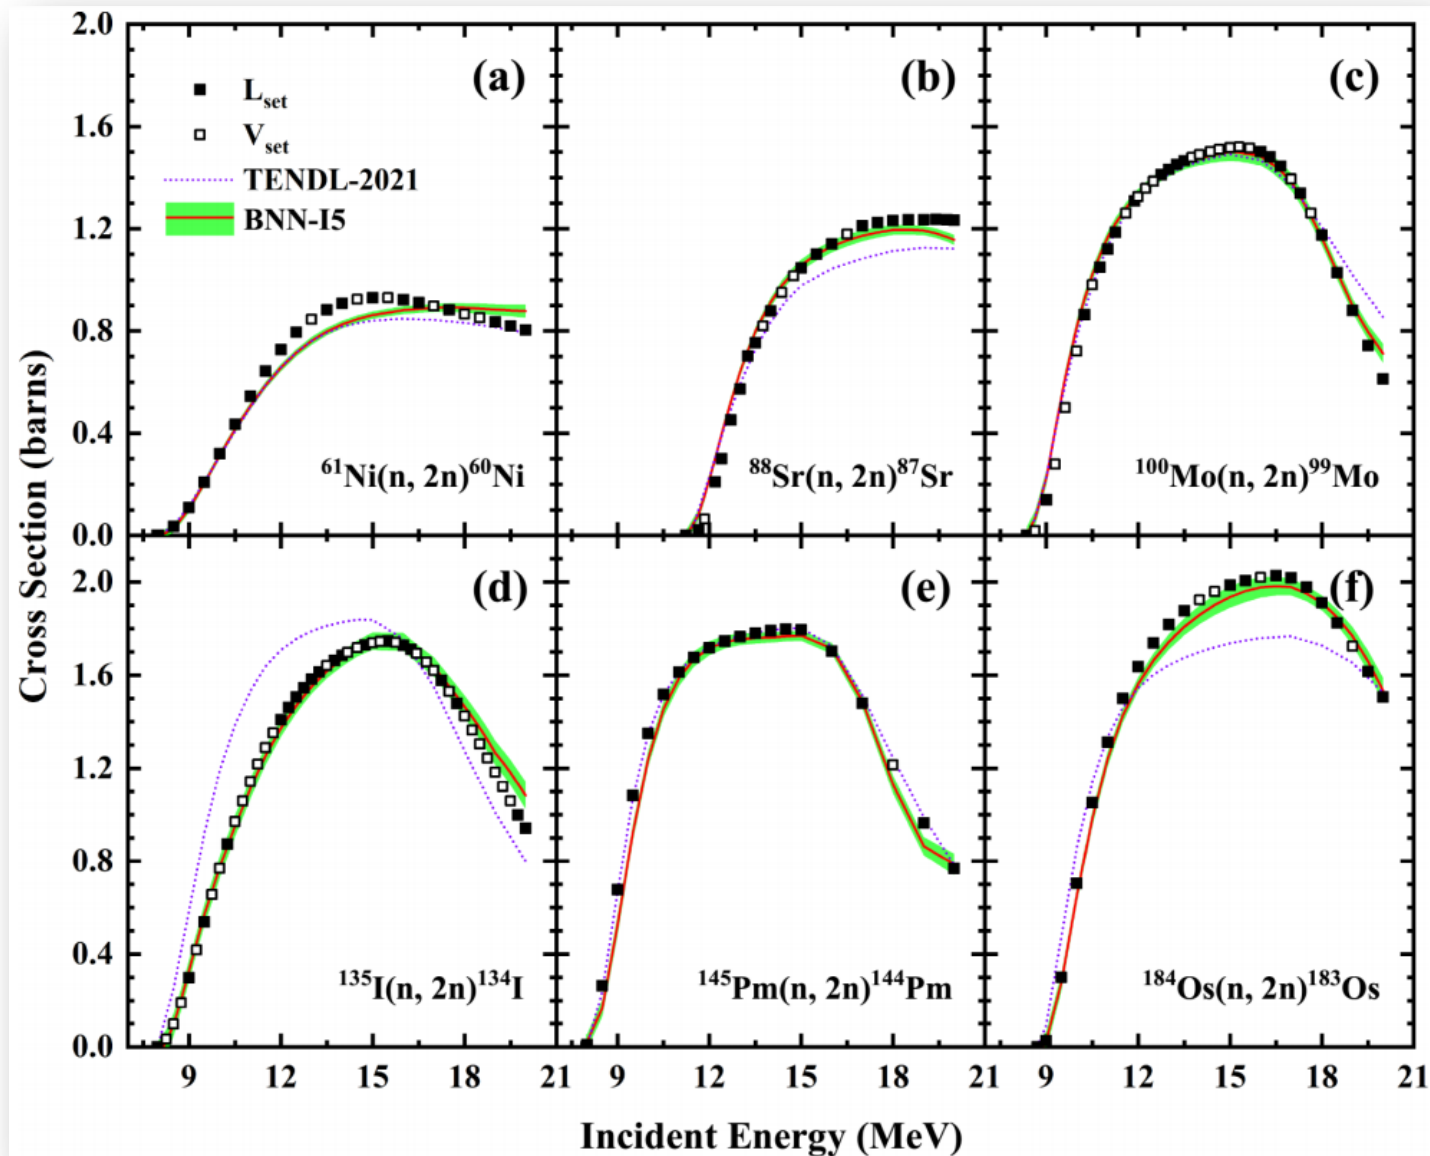 2.0
1.6
1.2
0.8
0.4
0.0
(a)
L_set
V_set
TENDL-2021
BNN-I5
⁶¹Ni(n, 2n)⁶⁰Ni
(b)
⁸⁸Sr(n, 2n)⁸⁷Sr
(c)
¹⁰⁰Mo(n, 2n)⁹⁹Mo
Cross Section (barns)
2.0
1.6
1.2
0.8
0.4
0.0
(d)
¹³⁵I(n, 2n)¹³⁴I
(e)
¹⁴⁵Pm(n, 2n)¹⁴⁴Pm
(f)
¹⁸⁴Os(n, 2n)¹⁸³Os
9 12 15 18 21 9 12 15 18 21 9 12 15 18 21
Incident Energy (MeV)